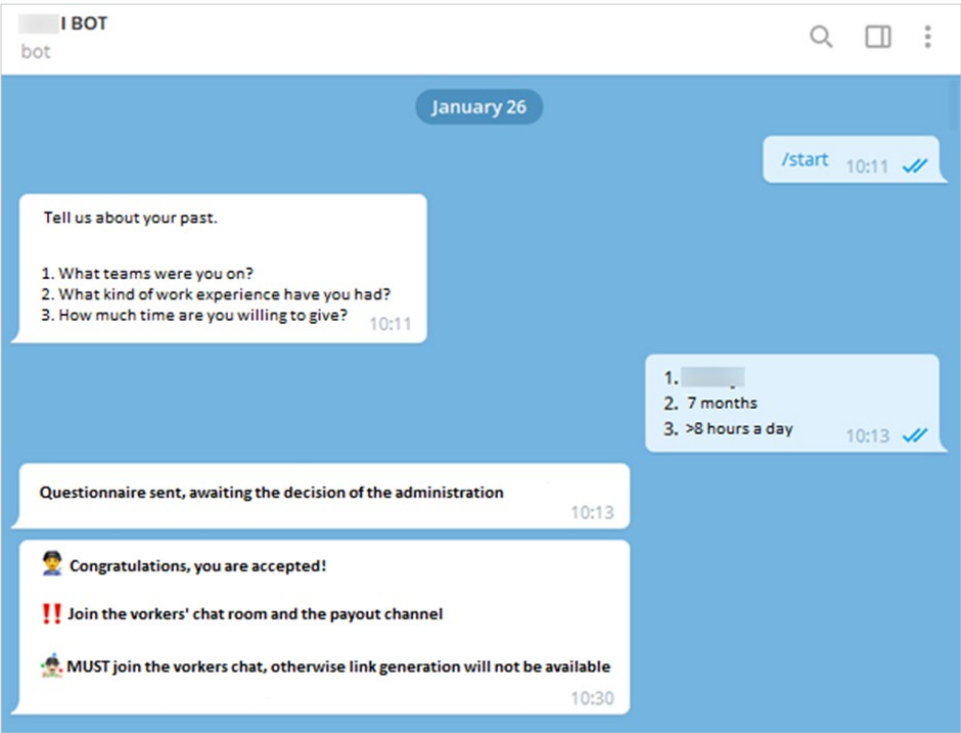 I BOT
bot
January 26
/start 10:11
Tell us about your past.
1. What teams were you on?
2. What kind of work experience have you had?
3. How much time are you willing to give?
10:11
1.
2. 7 months
3. >8 hours a day
10:13
Questionnaire sent, awaiting the decision of the administration
10:13
Congratulations, you are accepted!
‼ Join the vorkers' chat room and the payout channel
MUST join the vorkers chat, otherwise link generation will not be available
10:30